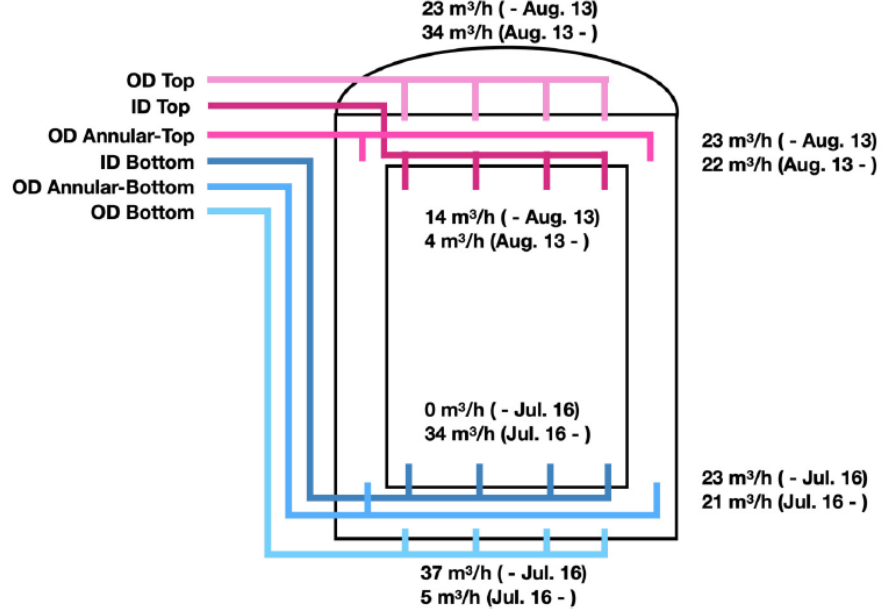 23 m³/h ( - Aug. 13)
34 m³/h (Aug. 13 - )
OD Top
ID Top
OD Annular-Top
ID Bottom
OD Annular-Bottom
OD Bottom
23 m³/h ( - Aug. 13)
22 m³/h (Aug. 13 - )
14 m³/h ( - Aug. 13)
4 m³/h (Aug. 13 - )
0 m³/h ( - Jul. 16)
34 m³/h (Jul. 16 - )
23 m³/h ( - Jul. 16)
21 m³/h (Jul. 16 - )
37 m³/h ( - Jul. 16)
5 m³/h (Jul. 16 - )